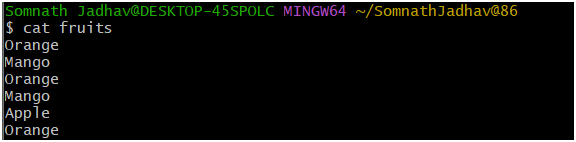 Somnath Jadhav@DESKTOP-45SPOLC MINGW64 ~/SomnathJadhav@86
$ cat fruits
Orange
Mango
Orange
Mango
Apple
Orange